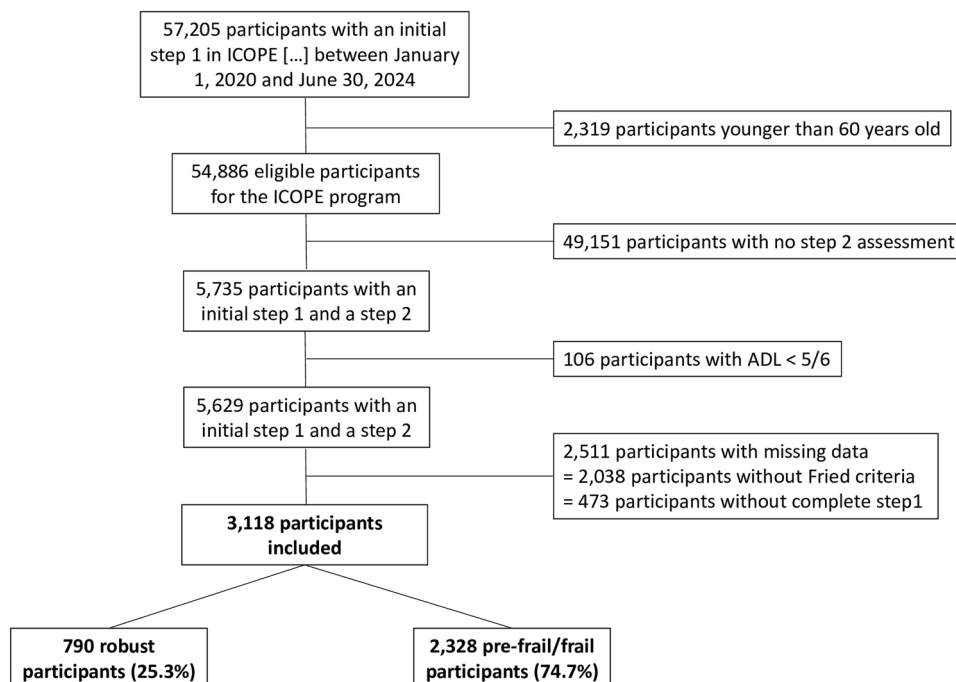 57,205 participants with an initial
step 1 in ICOPE [...] between January
1, 2020 and June 30, 2024
2,319 participants younger than 60 years old
54,886 eligible participants
for the ICOPE program
49,151 participants with no step 2 assessment
5,735 participants with an
initial step 1 and a step 2
106 participants with ADL < 5/6
5,629 participants with an
initial step 1 and a step 2
2,511 participants with missing data
= 2,038 participants without Fried criteria
= 473 participants without complete step1
3,118 participants
included
790 robust
participants (25.3%)
2,328 pre-frail/frail
participants (74.7%)